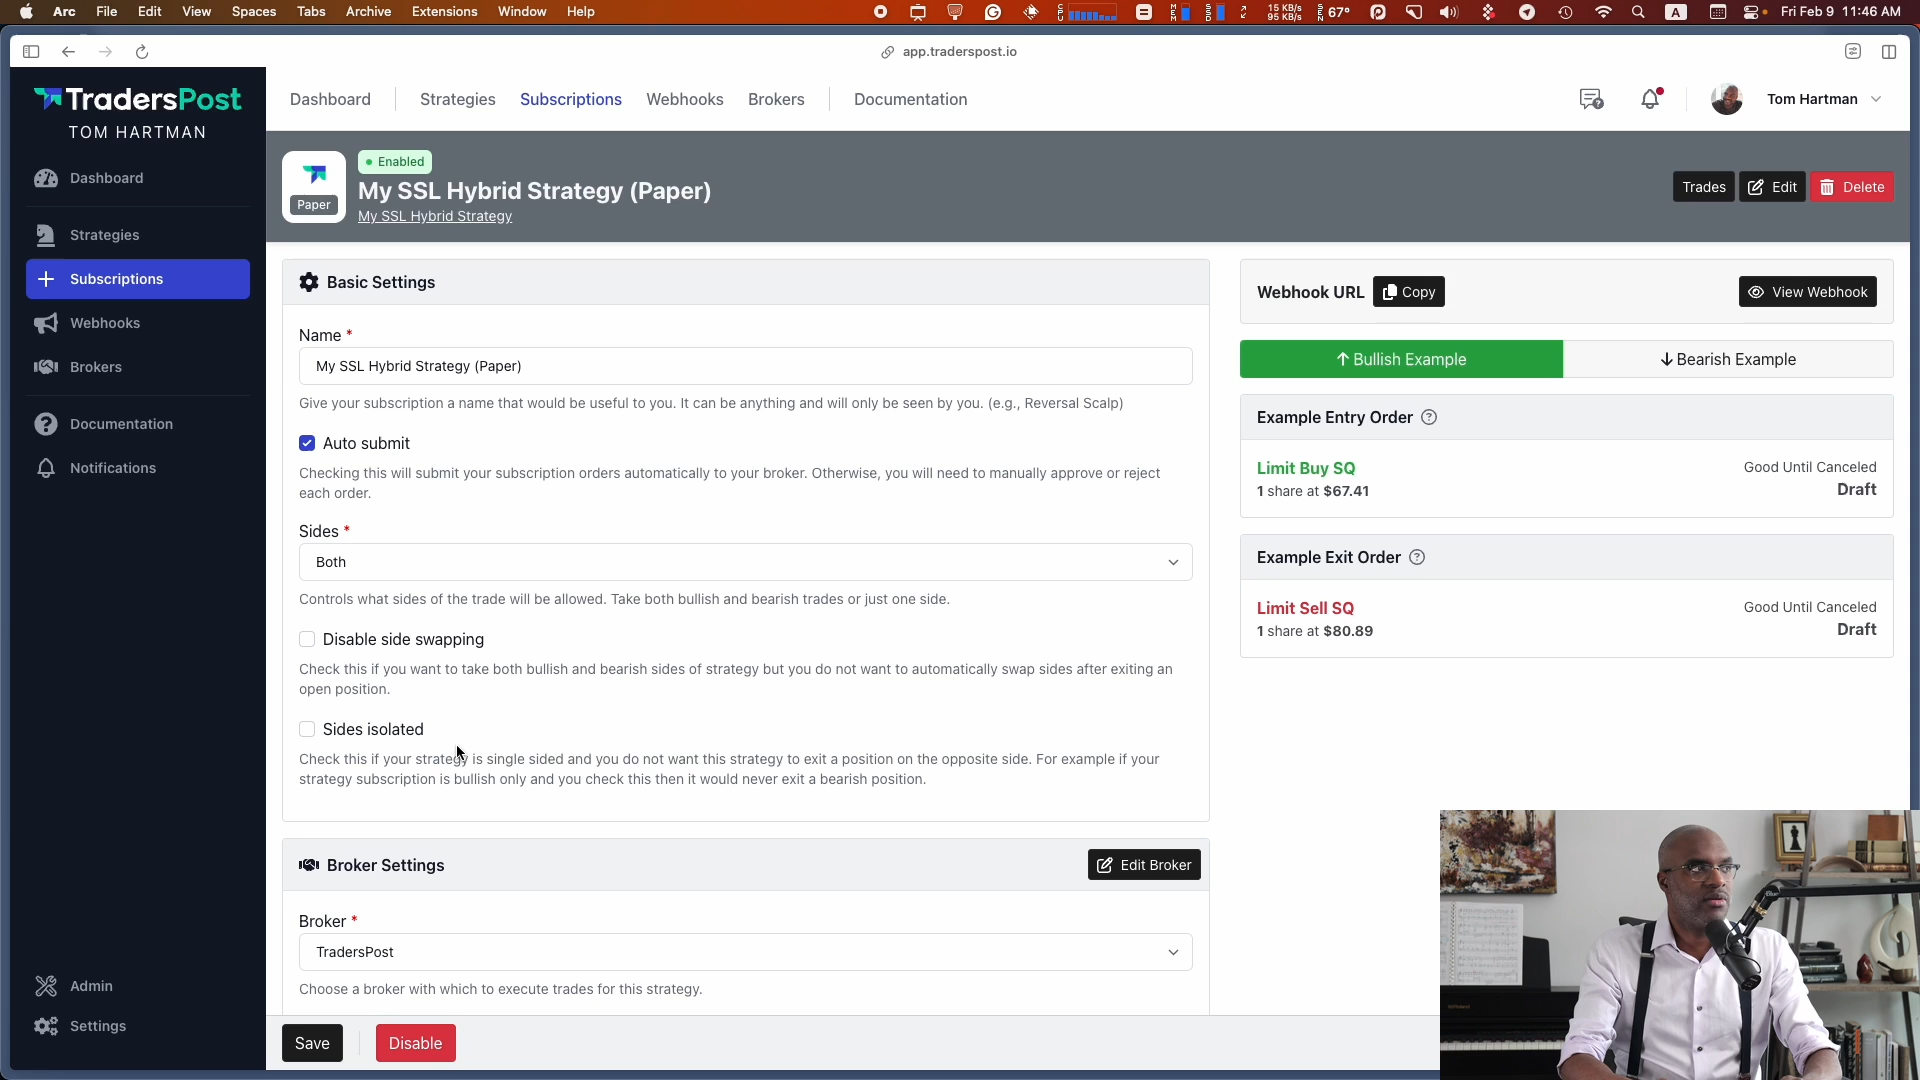 Arc File Edit View Spaces Tabs Archive Extensions Window Help
15 KB/s
95 KB/s
67°
A
Fri Feb 9 11:46 AM
app.traderspost.io
TradersPost
TOM HARTMAN
Dashboard
Strategies
Subscriptions
Webhooks
Brokers
Documentation
Notifications
Admin
Settings
Dashboard Strategies Subscriptions Webhooks Brokers Documentation
Tom Hartman
Paper
Enabled
My SSL Hybrid Strategy (Paper)
My SSL Hybrid Strategy
Trades Edit Delete
Basic Settings
Name *
My SSL Hybrid Strategy (Paper)
Give your subscription a name that would be useful to you. It can be anything and will only be seen by you. (e.g., Reversal Scalp)
Auto submit
Checking this will submit your subscription orders automatically to your broker. Otherwise, you will need to manually approve or reject
each order.
Sides *
Both
Controls what sides of the trade will be allowed. Take both bullish and bearish trades or just one side.
Disable side swapping
Check this if you want to take both bullish and bearish sides of strategy but you do not want to automatically swap sides after exiting an
open position.
Sides isolated
Check this if your strategy is single sided and you do not want this strategy to exit a position on the opposite side. For example if your
strategy subscription is bullish only and you check this then it would never exit a bearish position.
Broker Settings
Edit Broker
Broker *
TradersPost
Choose a broker with which to execute trades for this strategy.
Save Disable
Webhook URL Copy View Webhook
↑ Bullish Example ↓ Bearish Example
Example Entry Order ?
Limit Buy SQ Good Until Canceled
1 share at $67.41 Draft
Example Exit Order ?
Limit Sell SQ Good Until Canceled
1 share at $80.89 Draft